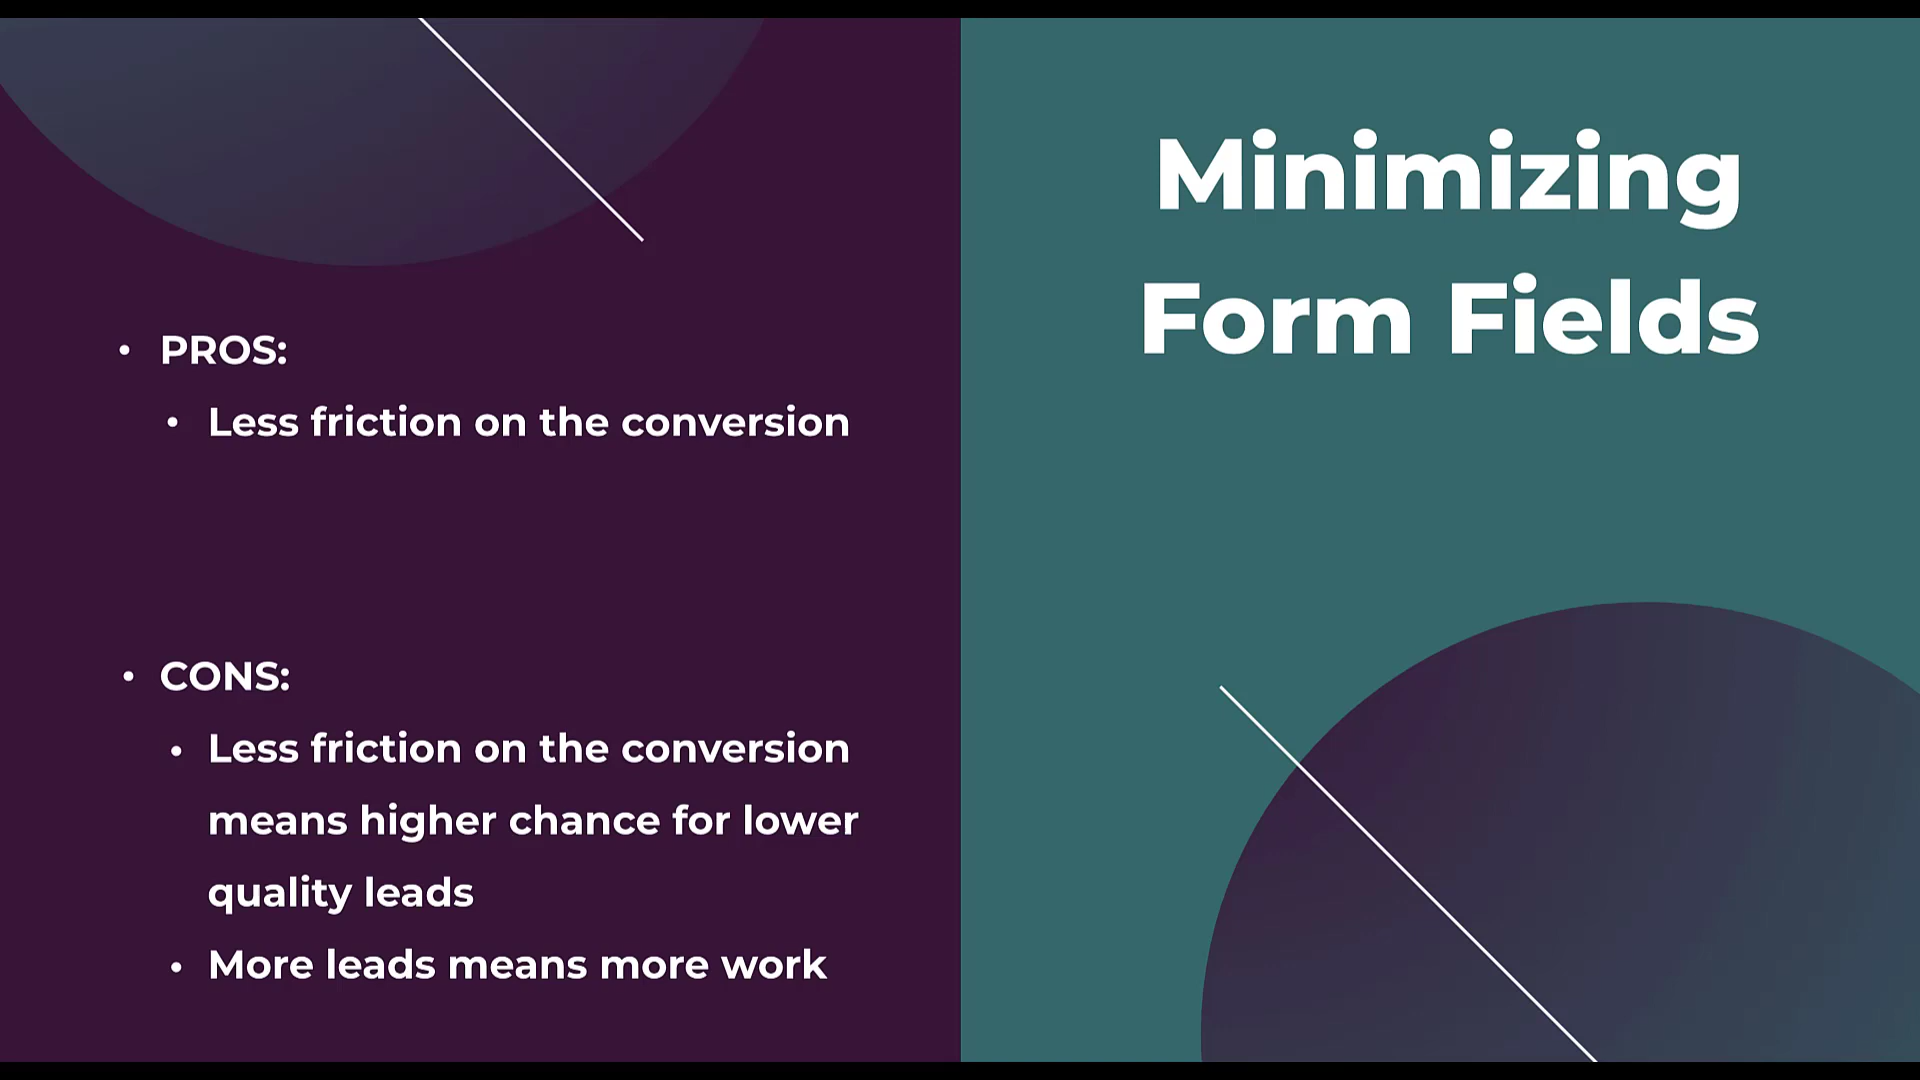 Minimizing
Form Fields
• PROS:
• Less friction on the conversion
• CONS:
• Less friction on the conversion
means higher chance for lower
quality leads
• More leads means more work